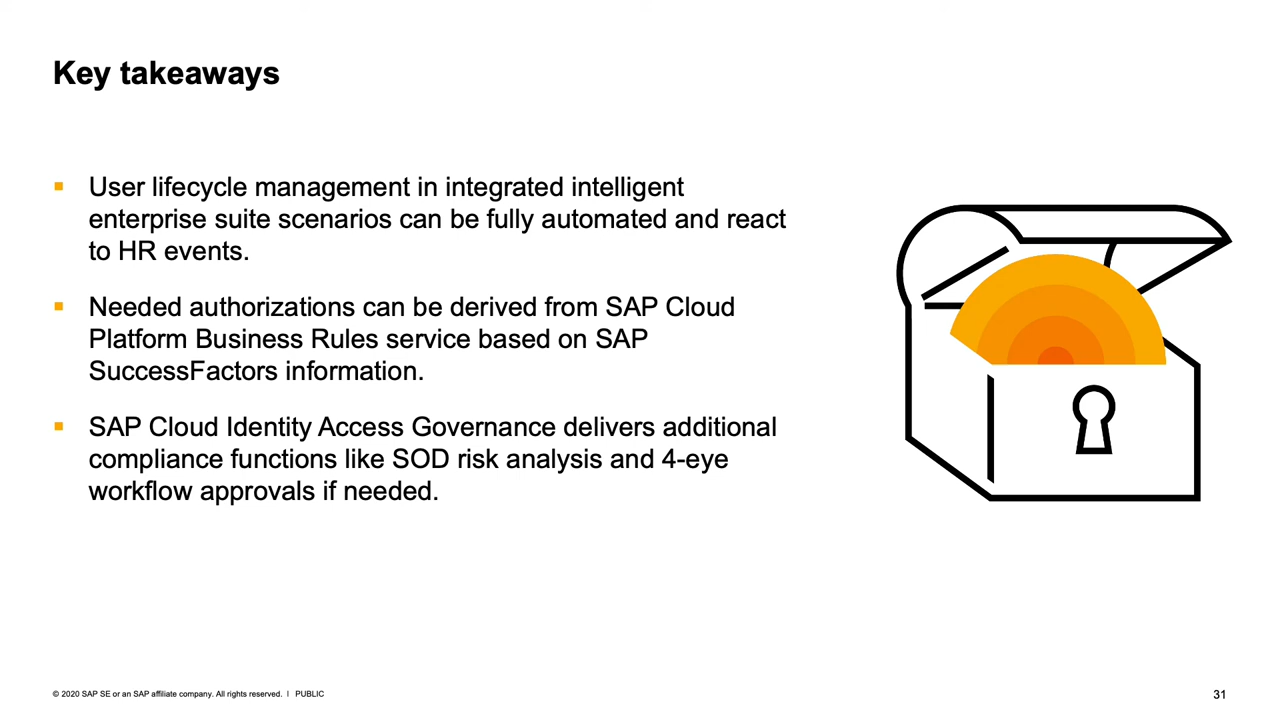 Key takeaways
▪ User lifecycle management in integrated intelligent
enterprise suite scenarios can be fully automated and react
to HR events.
▪ Needed authorizations can be derived from SAP Cloud
Platform Business Rules service based on SAP
SuccessFactors information.
▪ SAP Cloud Identity Access Governance delivers additional
compliance functions like SOD risk analysis and 4-eye
workflow approvals if needed.
© 2020 SAP SE or an SAP affiliate company. All rights reserved. | PUBLIC
31